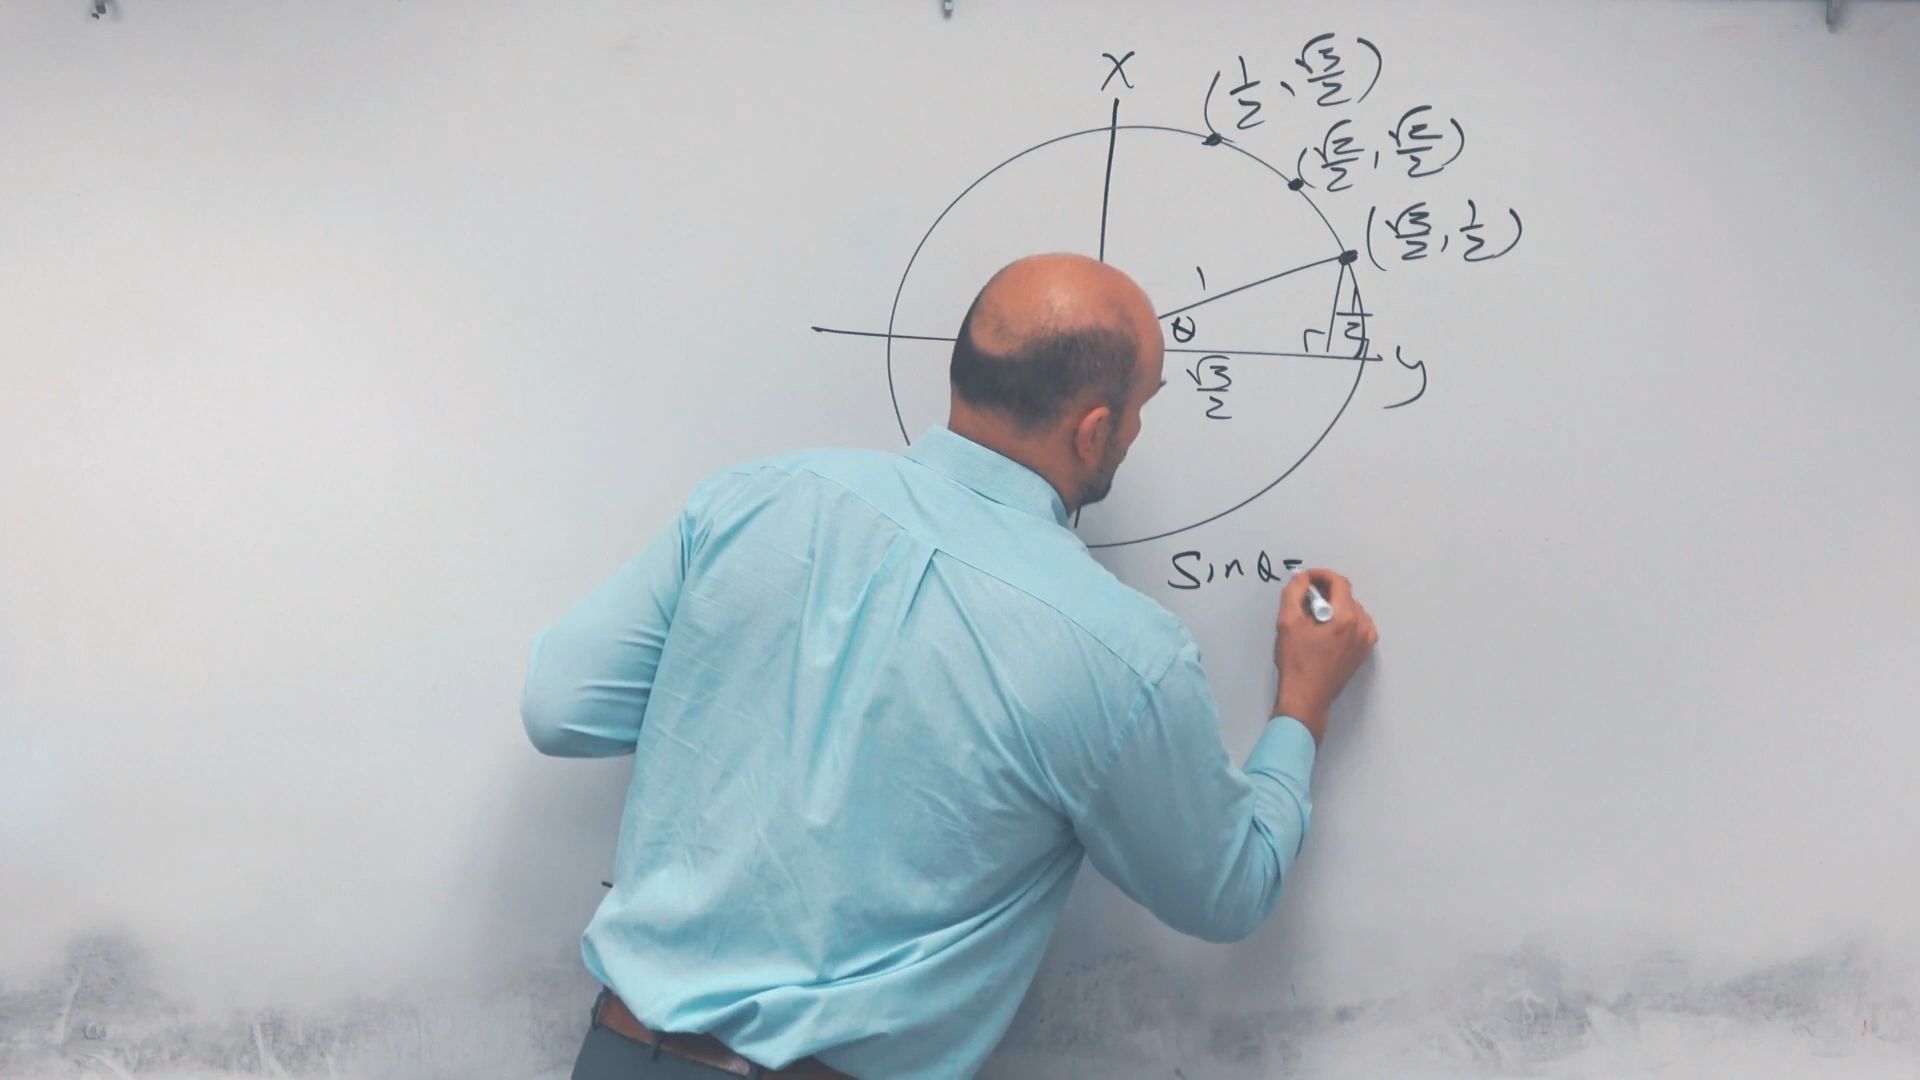 X
(1/2, √3/2)
(√2/2, √2/2)
(√3/2, 1/2)
1
θ
1/2
y
√3/2
Sin θ =